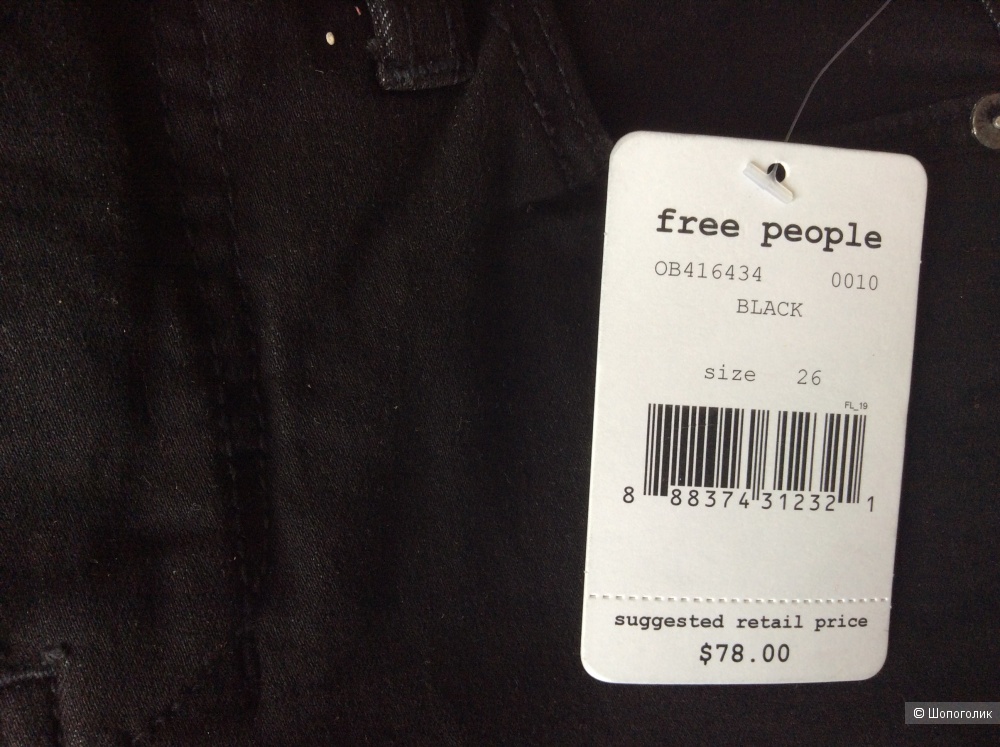 free people
OB416434 0010
BLACK
size 26
FL_19
8 88374 31232 1
suggested retail price
$78.00
© Шопоголик